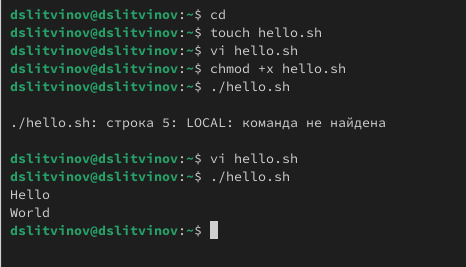 dslitvinov@dslitvinov:~$ cd
dslitvinov@dslitvinov:~$ touch hello.sh
dslitvinov@dslitvinov:~$ vi hello.sh
dslitvinov@dslitvinov:~$ chmod +x hello.sh
dslitvinov@dslitvinov:~$ ./hello.sh
./hello.sh: строка 5: LOCAL: команда не найдена
dslitvinov@dslitvinov:~$ vi hello.sh
dslitvinov@dslitvinov:~$ ./hello.sh
Hello
World
dslitvinov@dslitvinov:~$